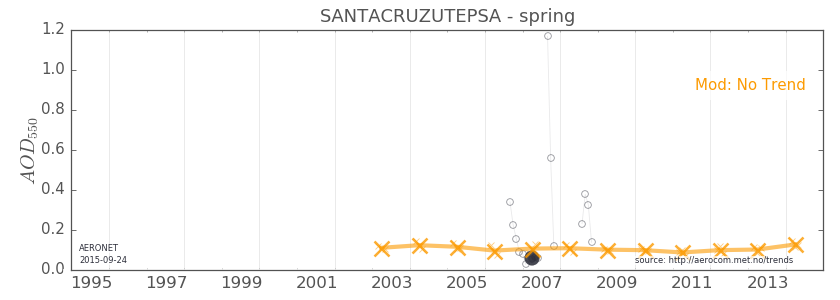 SANTACRUZUTEPSA - spring
1.2
1.0
0.8
0.6
0.4
0.2
0.0
AOD550
Mod: No Trend
AERONET
2015-09-24
source: http://aerocom.met.no/trends
1995 1997 1999 2001 2003 2005 2007 2009 2011 2013